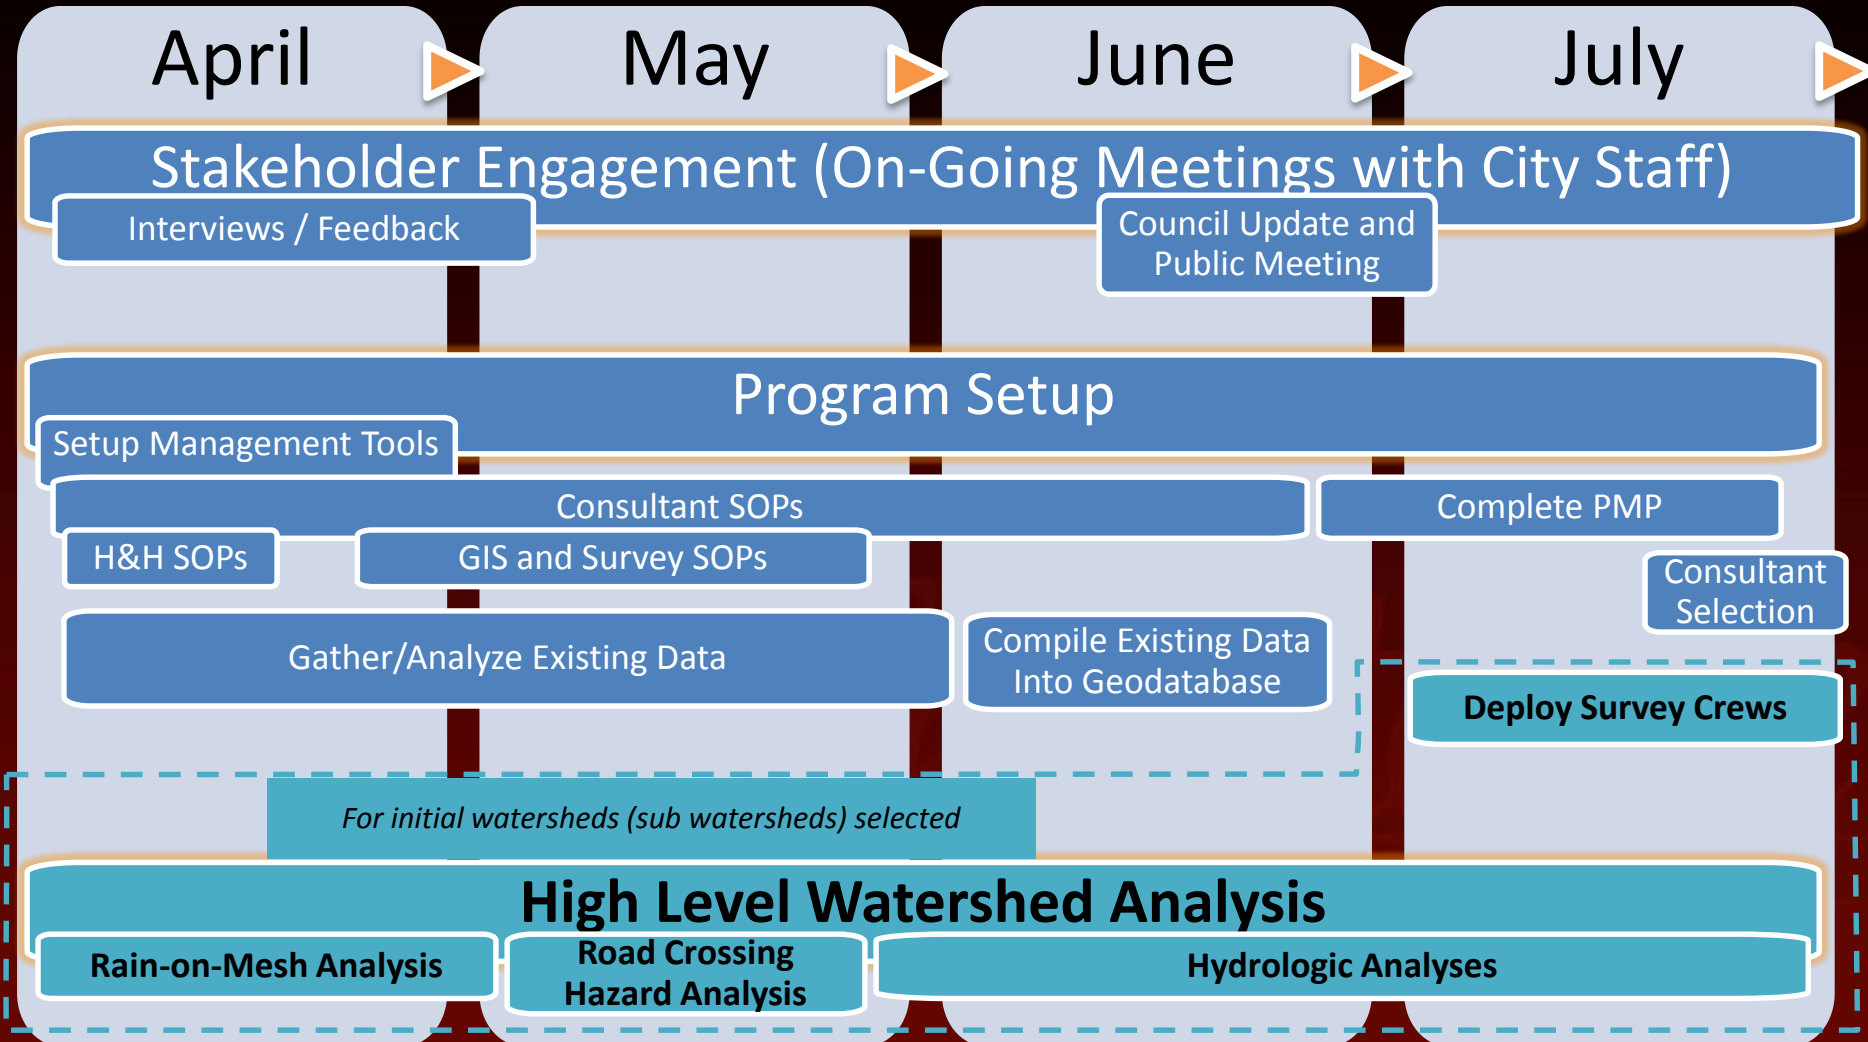 April
May
June
July
Stakeholder Engagement (On-Going Meetings with City Staff)
Interviews / Feedback
Council Update and
Public Meeting
Program Setup
Setup Management Tools
Consultant SOPs
Complete PMP
H&H SOPs
GIS and Survey SOPs
Consultant
Selection
Gather/Analyze Existing Data
Compile Existing Data
Into Geodatabase
Deploy Survey Crews
For initial watersheds (sub watersheds) selected
High Level Watershed Analysis
Rain-on-Mesh Analysis
Road Crossing
Hazard Analysis
Hydrologic Analyses